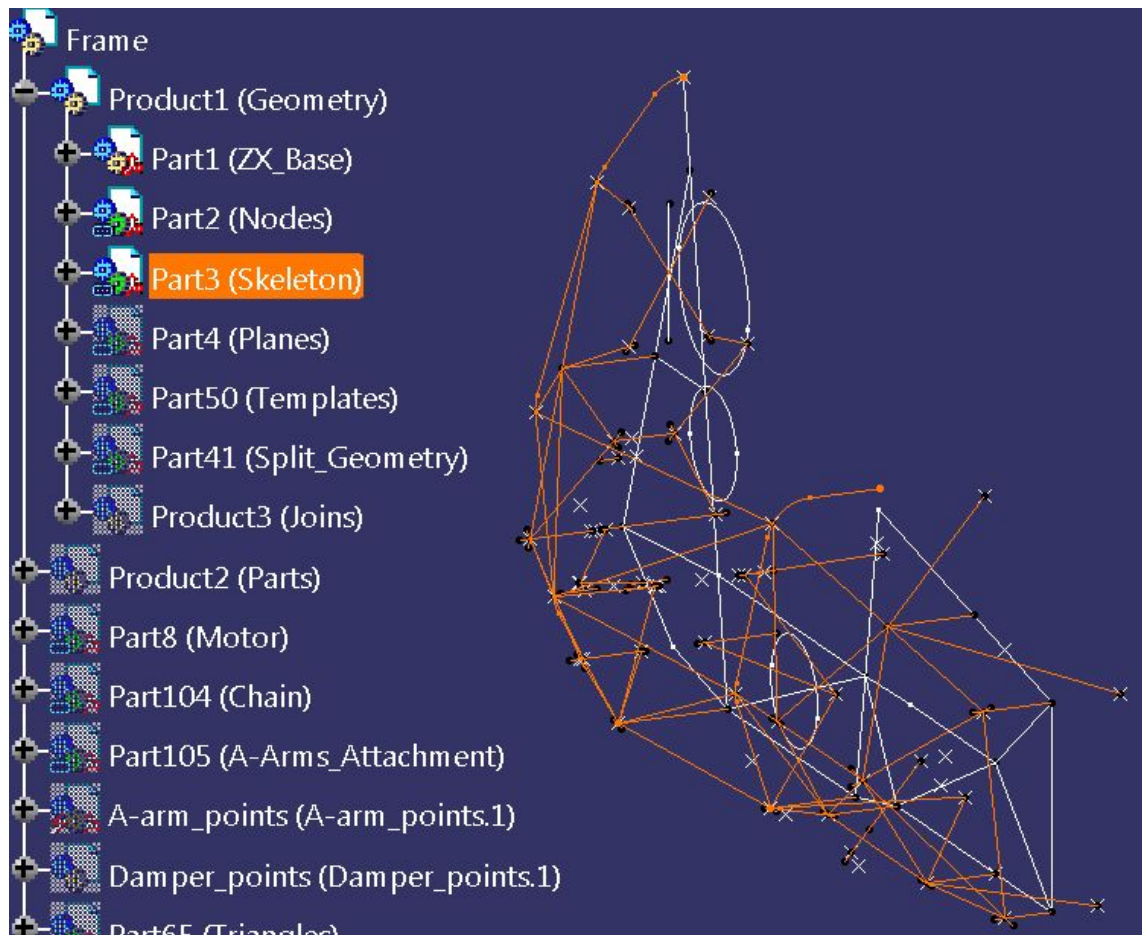 Frame
Product1 (Geometry)
Part1 (ZX_Base)
Part2 (Nodes)
Part3 (Skeleton)
Part4 (Planes)
Part50 (Templates)
Part41 (Split_Geometry)
Product3 (Joins)
Product2 (Parts)
Part8 (Motor)
Part104 (Chain)
Part105 (A-Arms_Attachment)
A-arm_points (A-arm_points.1)
Damper_points (Damper_points.1)
(Triangles)